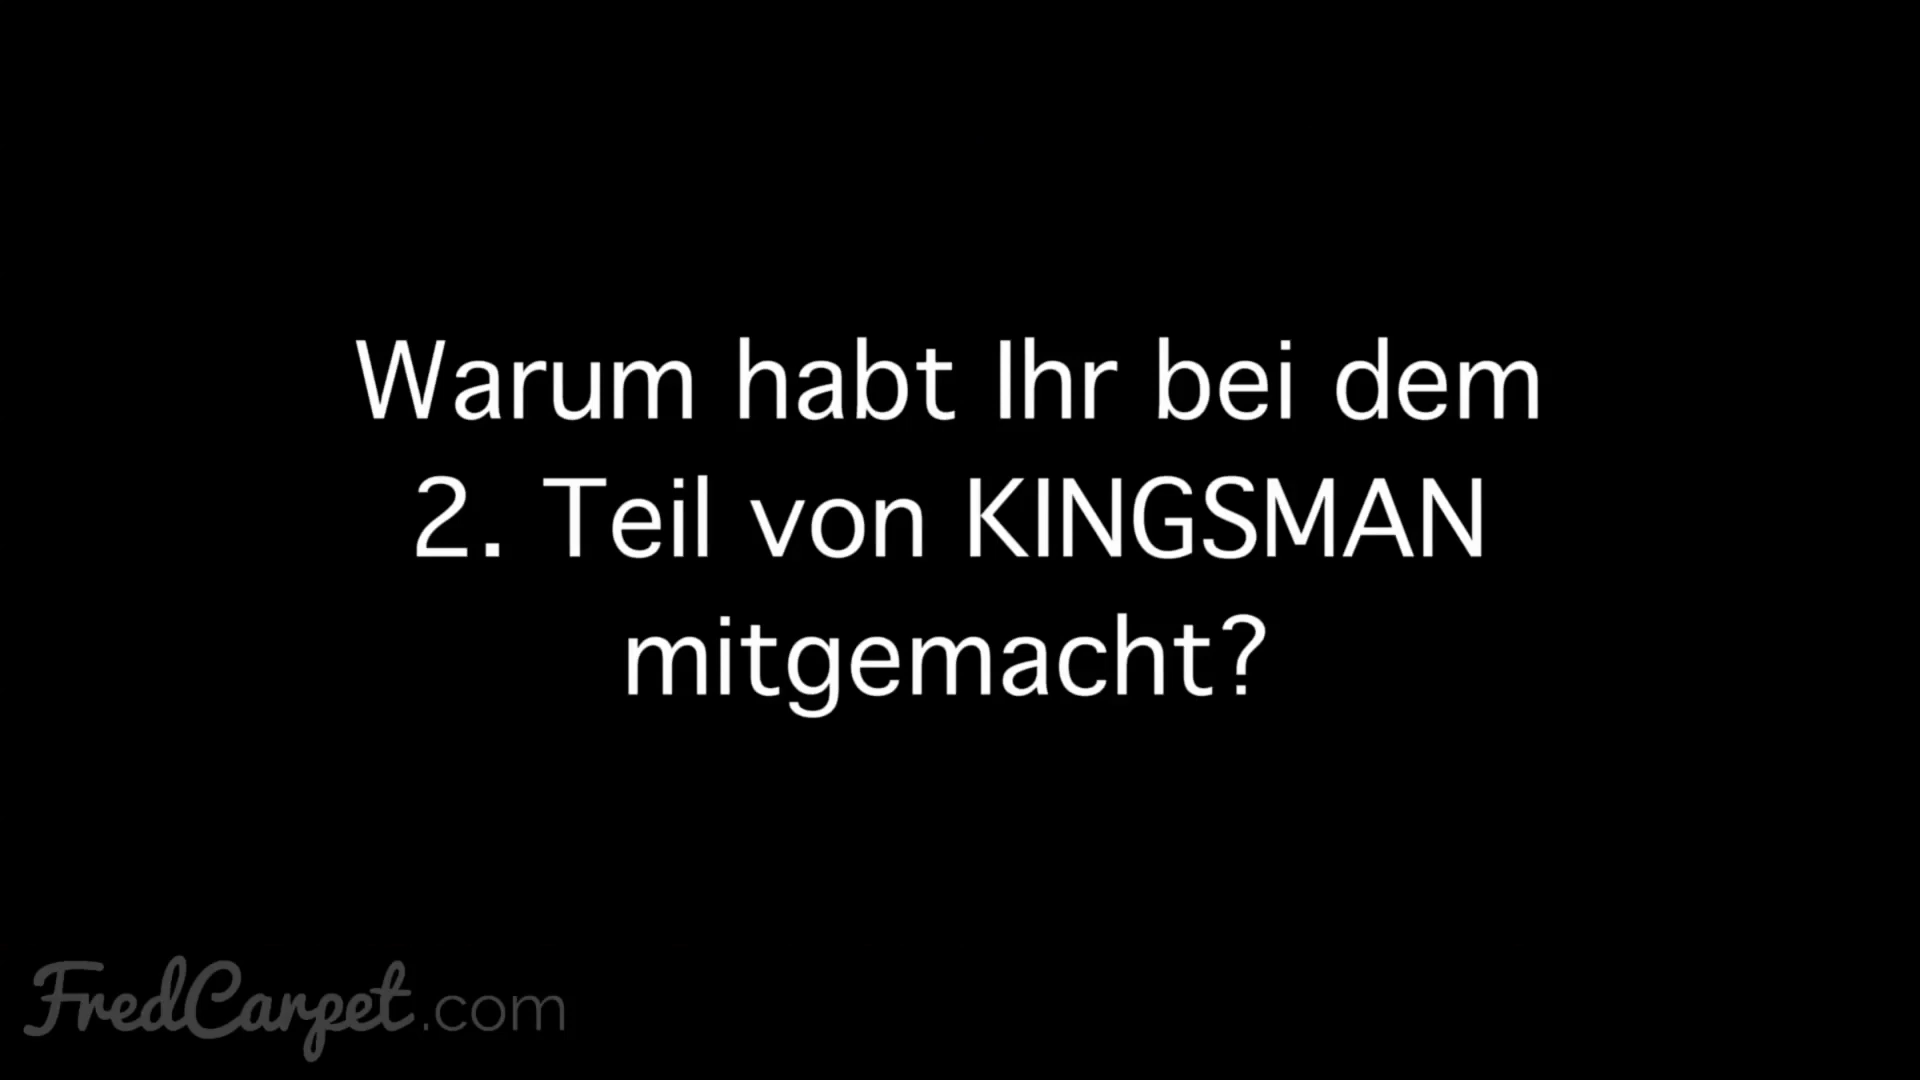 Warum habt Ihr bei dem
2. Teil von KINGSMAN
mitgemacht?
FredCarpet.com